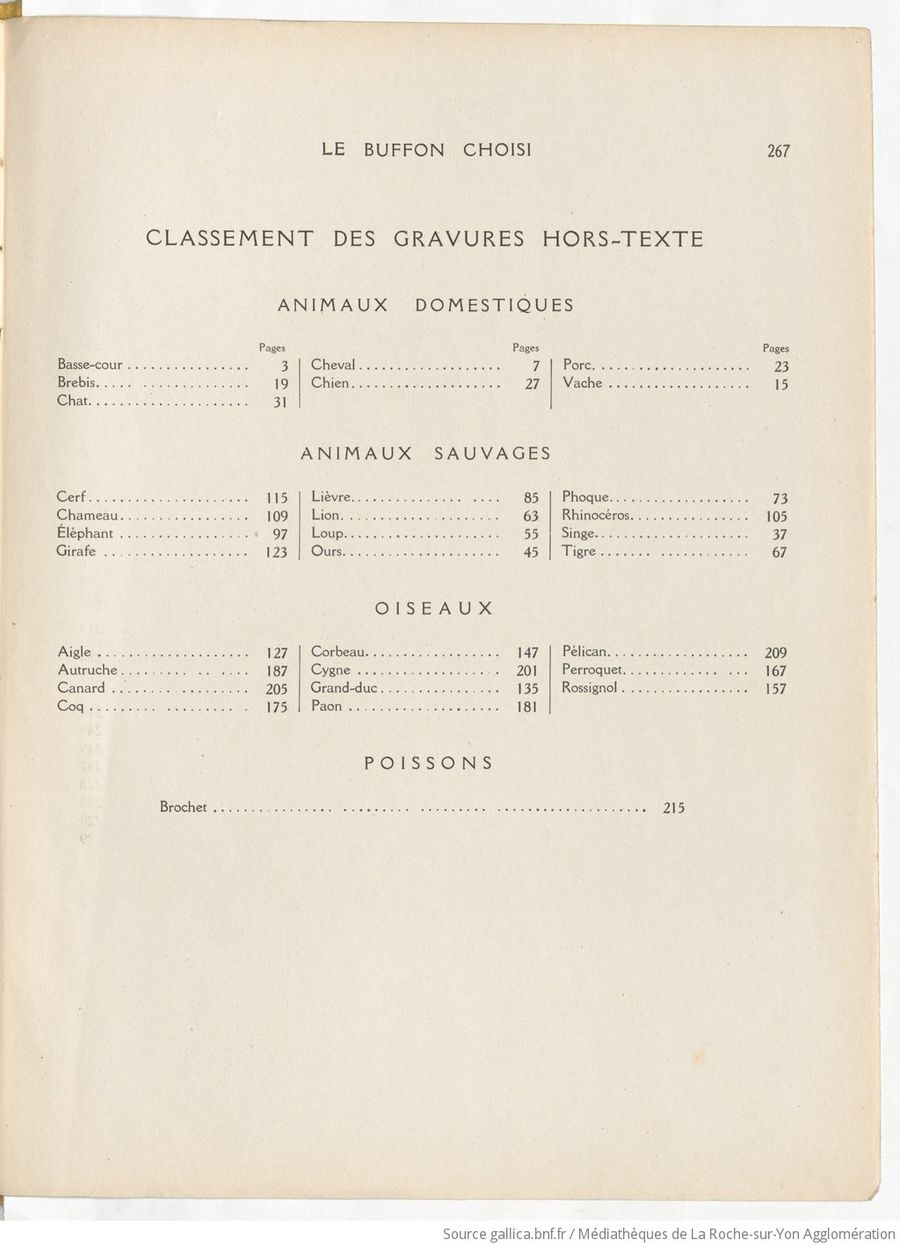 LE BUFFON CHOISI 267
CLASSEMENT DES GRAVURES HORS-TEXTE
ANIMAUX DOMESTIQUES
Pages Pages Pages
Basse-cour . . . . . . . . . . . . . . . . 3 Cheval . . . . . . . . . . . . . . . . . . . 7 Porc. . . . . . . . . . . . . . . . . . . . . 23
Brebis. . . . . . . . . . . . . . . . . . . 19 Chien. . . . . . . . . . . . . . . . . . . . 27 Vache . . . . . . . . . . . . . . . . . . . 15
Chat. . . . . . . . . . . . . . . . . . . . . 31
ANIMAUX SAUVAGES
Cerf. . . . . . . . . . . . . . . . . . . . . 115 Lièvre. . . . . . . . . . . . . . . . . . . 85 Phoque. . . . . . . . . . . . . . . . . . . 73
Chameau. . . . . . . . . . . . . . . . . 109 Lion. . . . . . . . . . . . . . . . . . . . . 63 Rhinocéros. . . . . . . . . . . . . . . . 105
Éléphant . . . . . . . . . . . . . . . . . 97 Loup. . . . . . . . . . . . . . . . . . . . . 55 Singe. . . . . . . . . . . . . . . . . . . . . 37
Girafe . . . . . . . . . . . . . . . . . . . 123 Ours. . . . . . . . . . . . . . . . . . . . . 45 Tigre . . . . . . . . . . . . . . . . . . . 67
OISEAUX
Aigle . . . . . . . . . . . . . . . . . . . . 127 Corbeau. . . . . . . . . . . . . . . . . . 147 Pélican. . . . . . . . . . . . . . . . . . . 209
Autruche . . . . . . . . . . . . . . . . 187 Cygne . . . . . . . . . . . . . . . . . . . 201 Perroquet. . . . . . . . . . . . . . . . 167
Canard . . . . . . . . . . . . . . . . . . 205 Grand-duc . . . . . . . . . . . . . . . . 135 Rossignol . . . . . . . . . . . . . . . . . 157
Coq . . . . . . . . . . . . . . . . . . . 175 Paon . . . . . . . . . . . . . . . . . . . . 181
POISSONS
Brochet . . . . . . . . . . . . . . . . . . . . . . . . . . . . . . . . . . . . . . . . . . . . . . . . . . . . . 215
Source gallica.bnf.fr / Médiathèques de La Roche-sur-Yon Agglomération